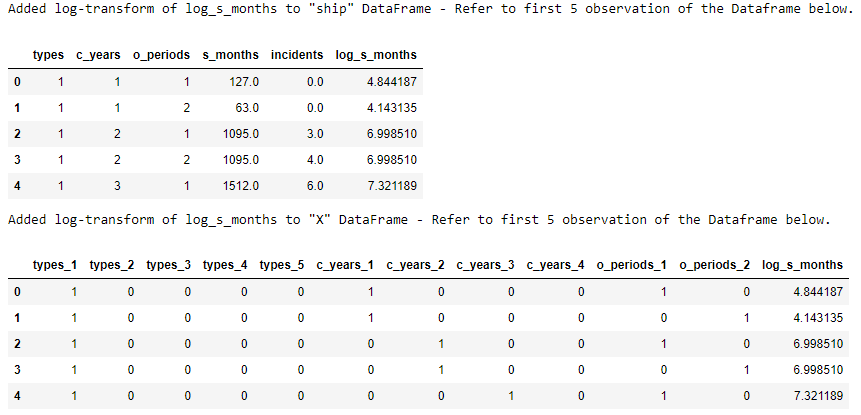 Added log-transform of log_s_months to "ship" DataFrame - Refer to first 5 observation of the Dataframe below.
types c_years o_periods s_months incidents log_s_months
0 1 1 1 127.0 0.0 4.844187
1 1 1 2 63.0 0.0 4.143135
2 1 2 1 1095.0 3.0 6.998510
3 1 2 2 1095.0 4.0 6.998510
4 1 3 1 1512.0 6.0 7.321189
Added log-transform of log_s_months to "X" DataFrame - Refer to first 5 observation of the Dataframe below.
types_1 types_2 types_3 types_4 types_5 c_years_1 c_years_2 c_years_3 c_years_4 o_periods_1 o_periods_2 log_s_months
0 1 0 0 0 0 1 0 0 0 1 0 4.844187
1 1 0 0 0 0 1 0 0 0 0 1 4.143135
2 1 0 0 0 0 0 1 0 0 1 0 6.998510
3 1 0 0 0 0 0 1 0 0 0 1 6.998510
4 1 0 0 0 0 0 0 1 0 1 0 7.321189